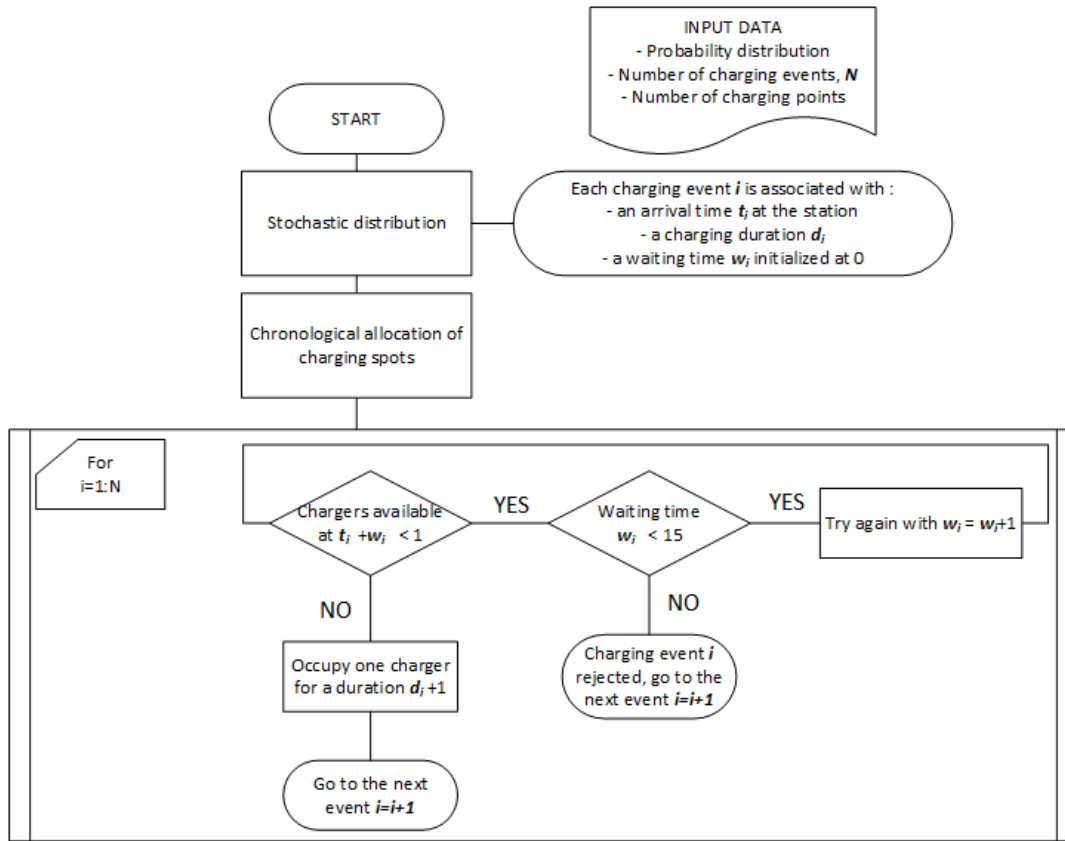 INPUT DATA
- Probability distribution
- Number of charging events, N
- Number of charging points
START
Stochastic distribution
Each charging event i is associated with :
- an arrival time tᵢ at the station
- a charging duration dᵢ
- a waiting time wᵢ initialized at 0
Chronological allocation of
charging spots
For
i=1:N
Chargers available
at tᵢ +wᵢ < 1
YES
Waiting time
wᵢ < 15
YES
Try again with wᵢ = wᵢ+1
NO
NO
Occupy one charger
for a duration dᵢ +1
Charging event i
rejected, go to the
next event i=i+1
Go to the next
event i=i+1